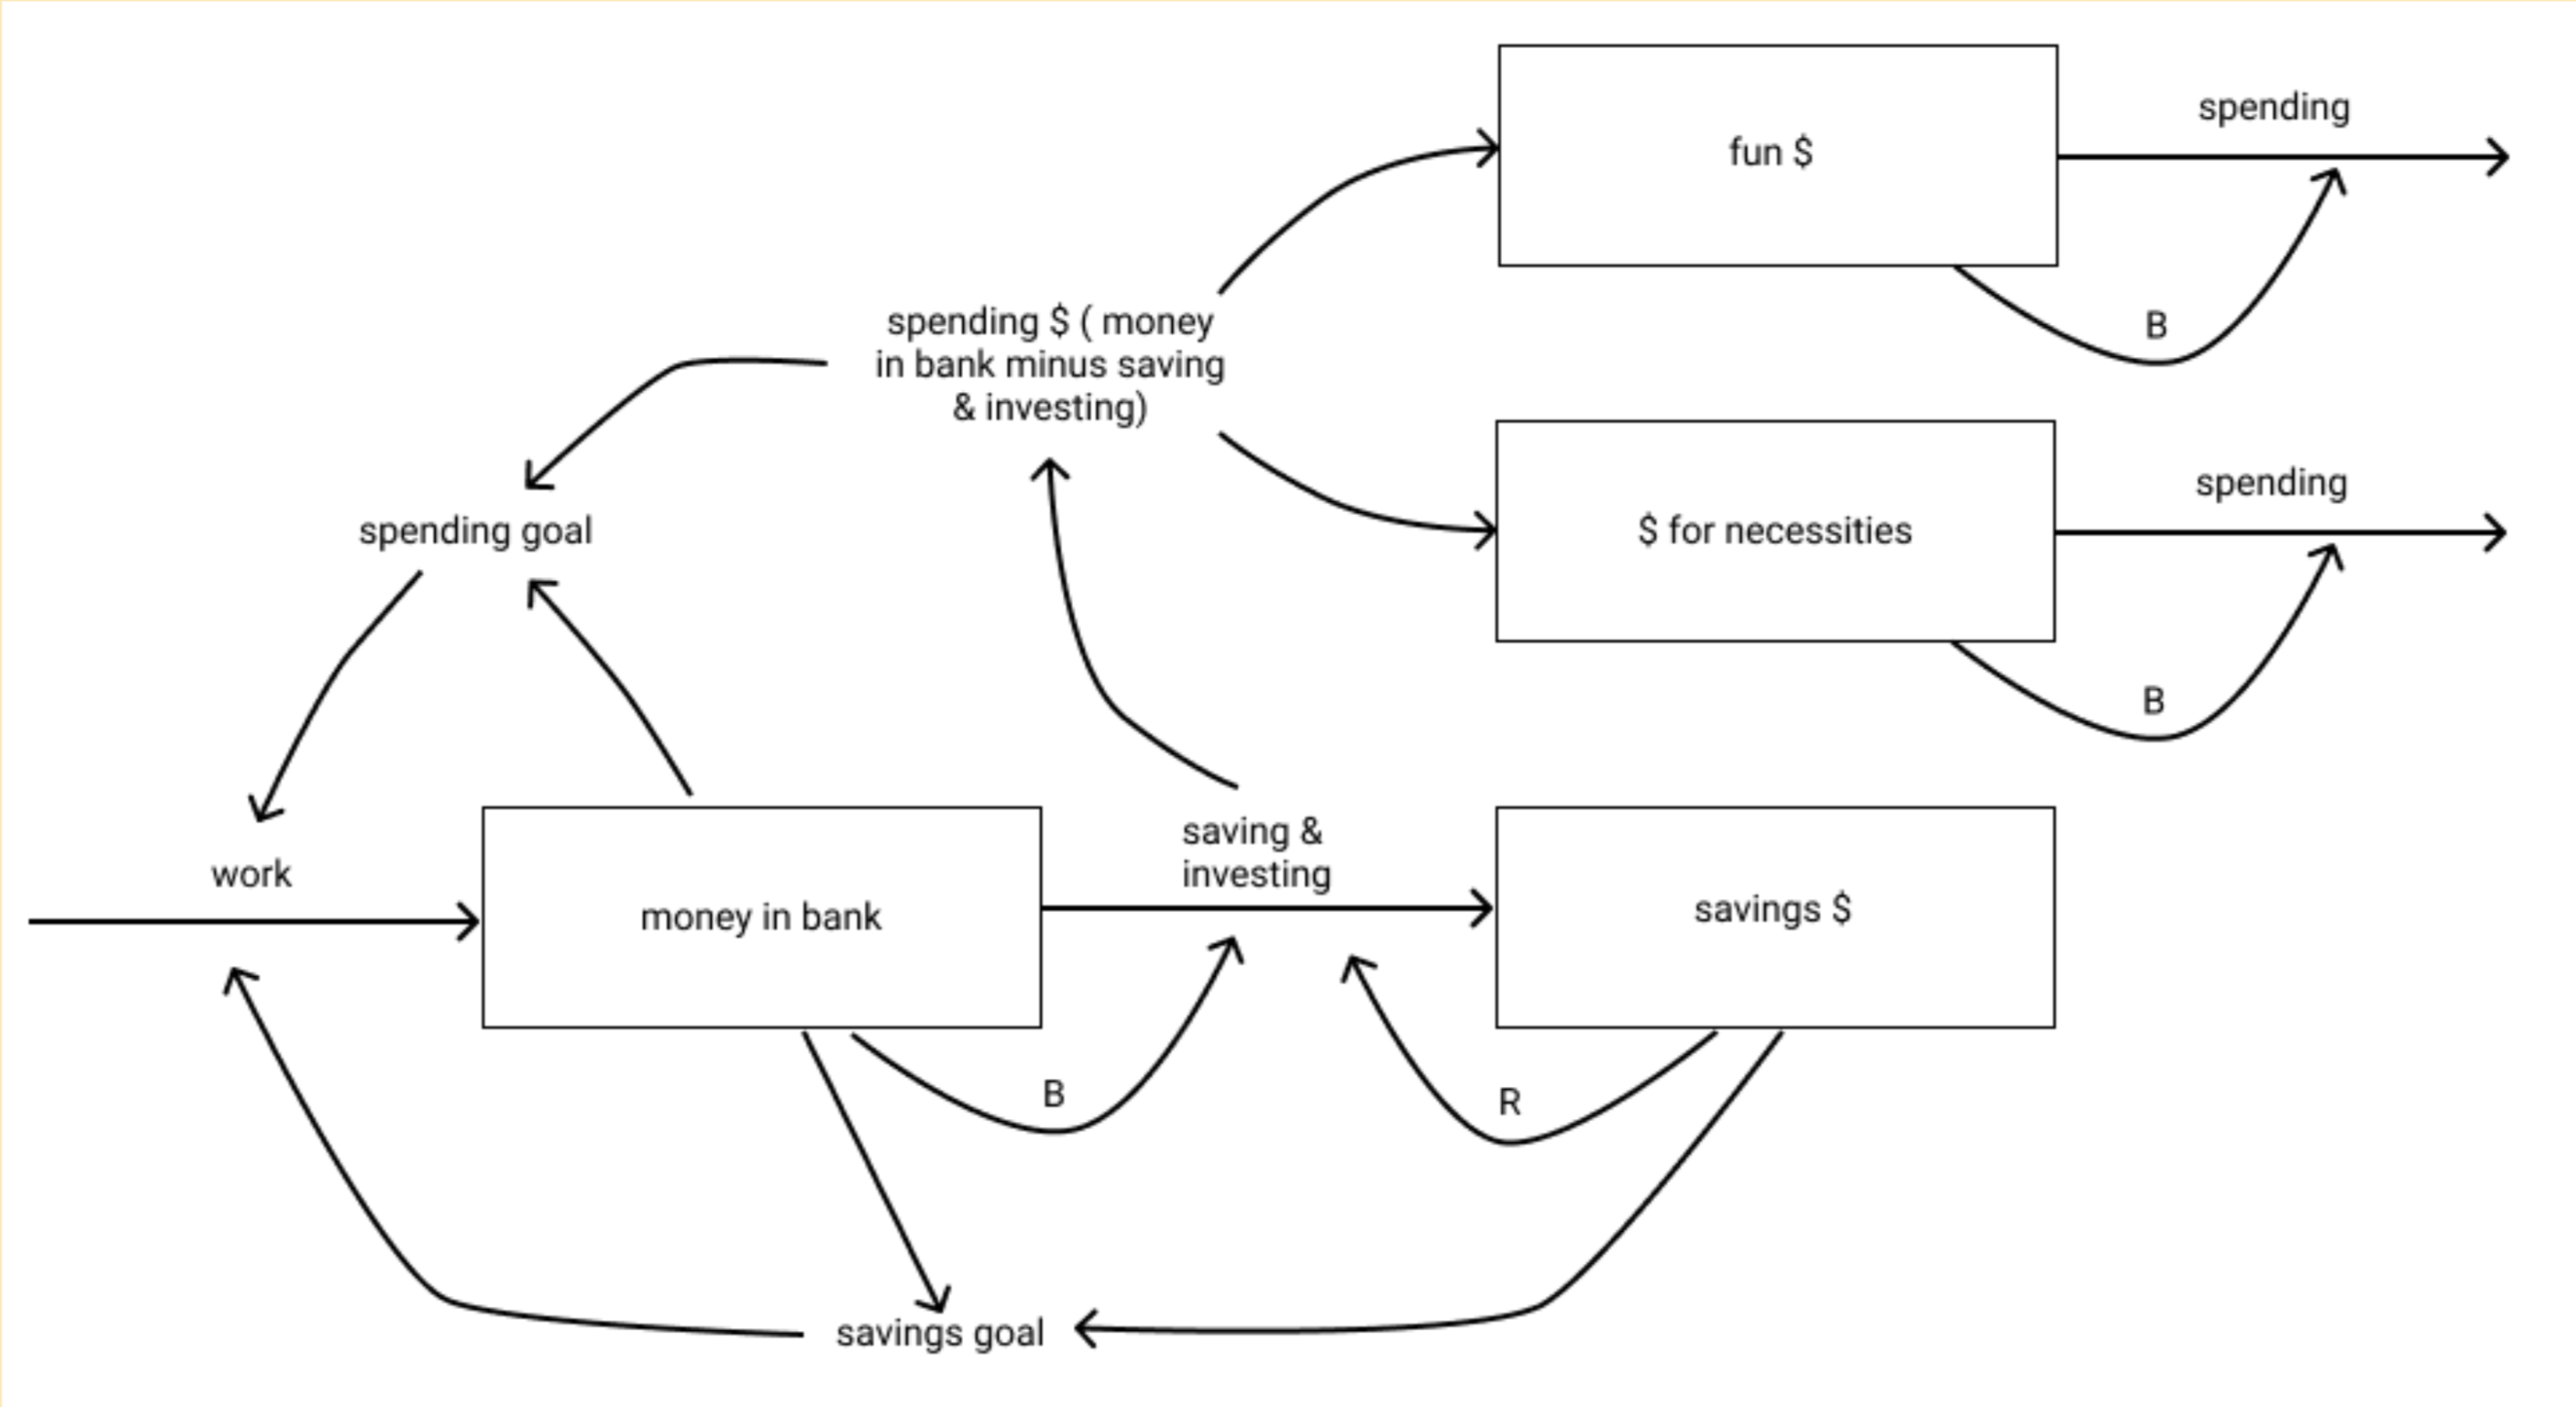 spending
fun $
B
spending $ ( money
in bank minus saving
& investing)
spending
spending goal
$ for necessities
B
saving &
investing
work
money in bank
savings $
B
R
savings goal